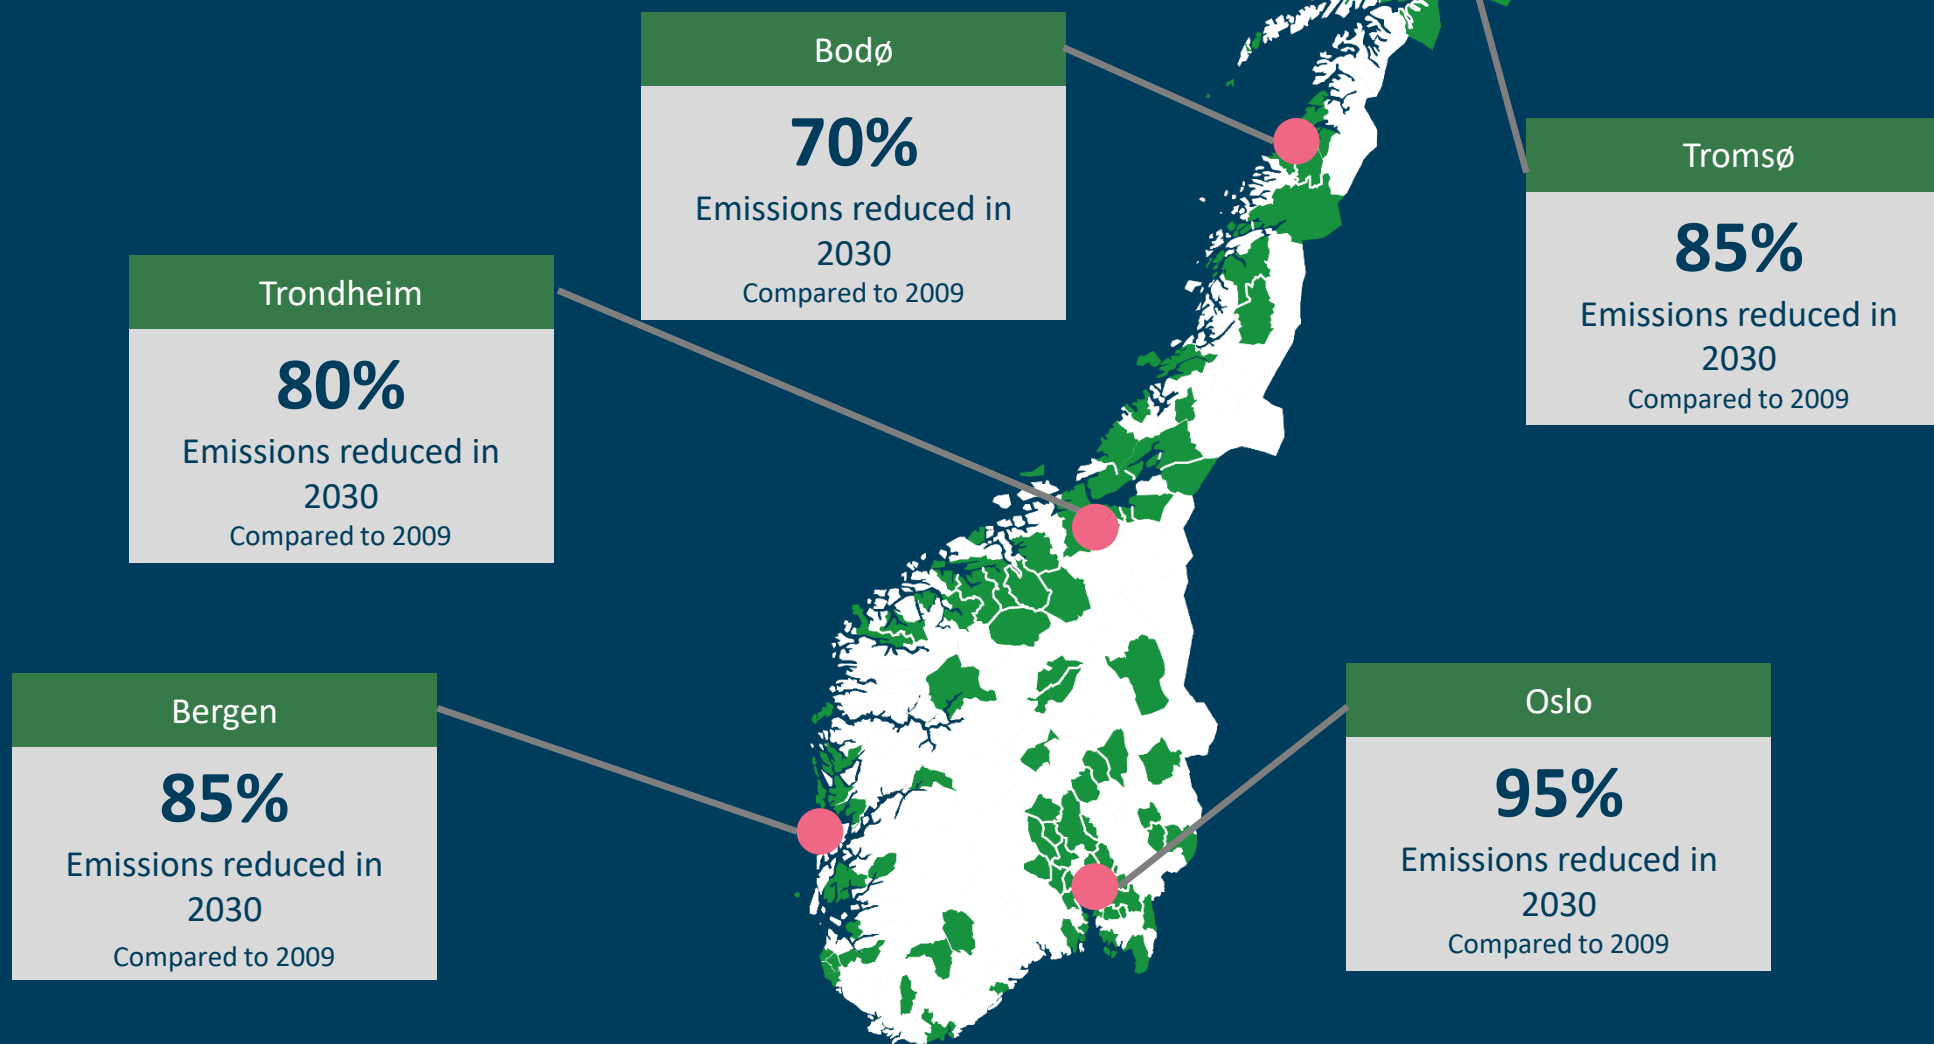 Bodø
70%
Emissions reduced in
2030
Compared to 2009
Tromsø
85%
Emissions reduced in
2030
Compared to 2009
Trondheim
80%
Emissions reduced in
2030
Compared to 2009
Bergen
85%
Emissions reduced in
2030
Compared to 2009
Oslo
95%
Emissions reduced in
2030
Compared to 2009